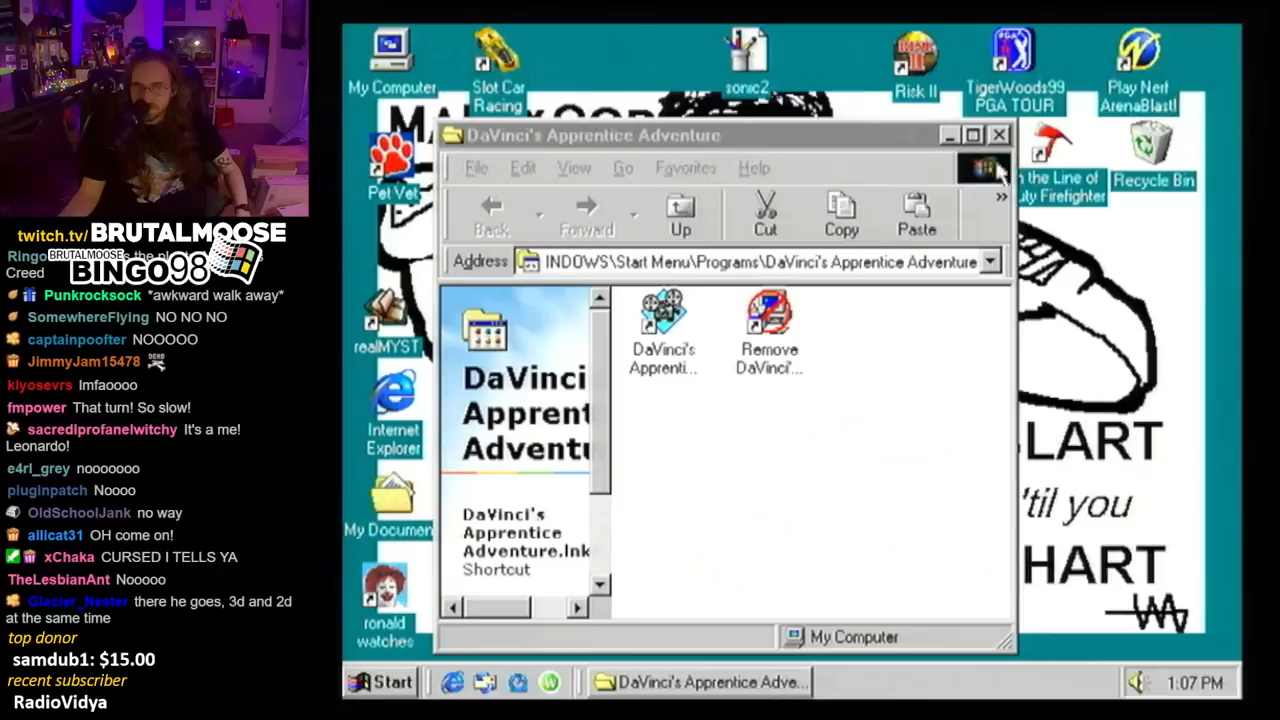 twitch.tv/BRUTALMOOSE
BRUTALMOOSE
BINGO98
Creed
Punkrocksock *awkward walk away*
SomewhereFlying NO NO NO
captainpoofter NOOOOO
JimmyJam15478
klyosevrs lmfaoooo
fmpower That turn! So slow!
sacredlprofanelwitchy It's a me!
Leonardo!
e4rl_grey nooooooo
pluginpatch Noooo
OldSchoolJank no way
allicat31 OH come on!
xChaka CURSED I TELLS YA
TheLesbianAnt Nooooo
Glacier_Nester there he goes, 3d and 2d
at the same time
top donor
samdub1: $15.00
recent subscriber
RadioVidya
My Computer
Slot Car
Racing
sonic2
Risk II
TigerWoods99
PGA TOUR
Play Nerf
ArenaBlast!
Pet Vet
n the Line of
uty Firefighter
Recycle Bin
realMYST
Internet
Explorer
My Documen
ronald
watches
DaVinci's Apprentice Adventure
File Edit View Go Favorites Help
Back Forward Up Cut Copy Paste
»
Address INDOWS\Start Menu\Programs\DaVinci's Apprentice Adventure
DaVinci
Apprent
Adventu
DaVinci's
Apprentice
Adventure.lnk
Shortcut
DaVinci's
Apprenti...
Remove
DaVinci'...
My Computer
LART
'til you
HART
Start
DaVinci's Apprentice Adve...
1:07 PM